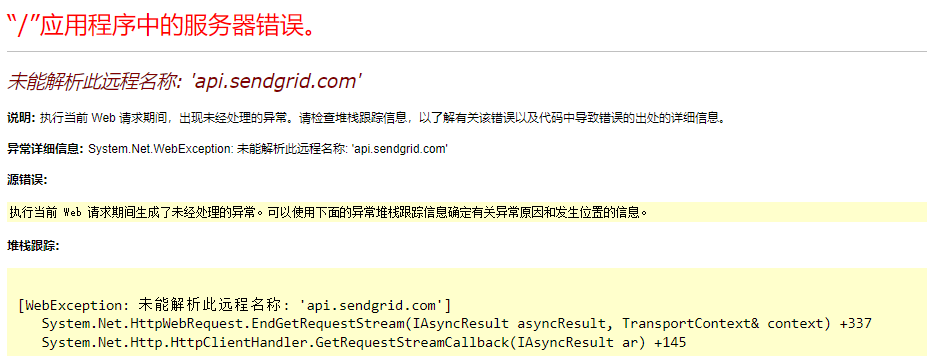 “/”应用程序中的服务器错误。
未能解析此远程名称: 'api.sendgrid.com'
说明: 执行当前 Web 请求期间，出现未经处理的异常。请检查堆栈跟踪信息，以了解有关该错误以及代码中导致错误的出处的详细信息。
异常详细信息: System.Net.WebException: 未能解析此远程名称: 'api.sendgrid.com'
源错误:
执行当前 Web 请求期间生成了未经处理的异常。可以使用下面的异常堆栈跟踪信息确定有关异常原因和发生位置的信息。
堆栈跟踪:
[WebException: 未能解析此远程名称: 'api.sendgrid.com']
System.Net.HttpWebRequest.EndGetRequestStream(IAsyncResult asyncResult, TransportContext& context) +337
System.Net.Http.HttpClientHandler.GetRequestStreamCallback(IAsyncResult ar) +145